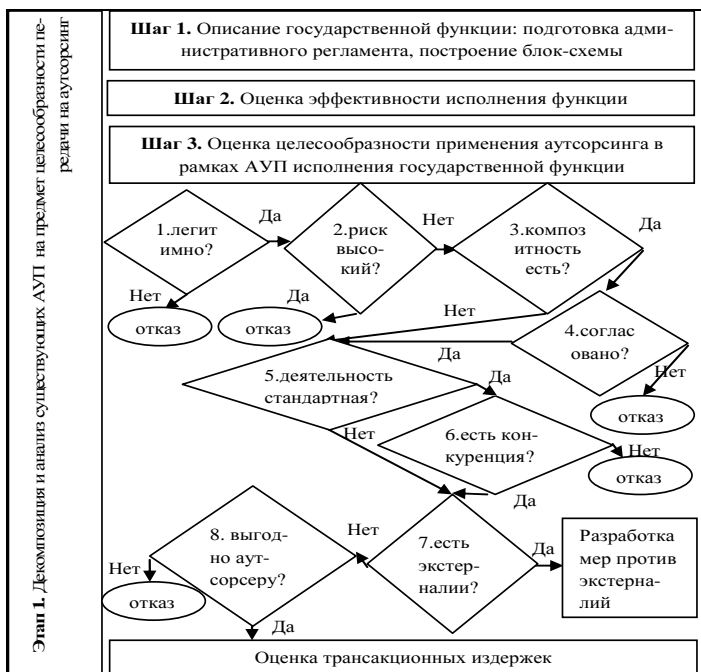 Этап 1. Декомпозиция и анализ существующих АУП на предмет целесообразности пе-
редачи на аутсорсинг
Шаг 1. Описание государственной функции: подготовка адми-
нистративного регламента, построение блок-схемы
Шаг 2. Оценка эффективности исполнения функции
Шаг 3. Оценка целесообразности применения аутсорсинга в
рамках АУП исполнения государственной функции
1.легит
имно?
Да
Нет
отказ
2.риск
высо-
кий?
Нет
Да
отказ
3.композ
итность
есть?
Да
Нет
4.соглас
овано?
Да
Нет
отказ
5.деятельность
стандартная?
Да
Нет
6.есть кон-
куренция?
Нет
отказ
Да
7.есть
экстер-
налии?
Да
Разработка
мер против
экстерна-
лий
Нет
8. выгод-
но аут-
сорсеру?
Нет
отказ
Да
Оценка трансакционных издержек